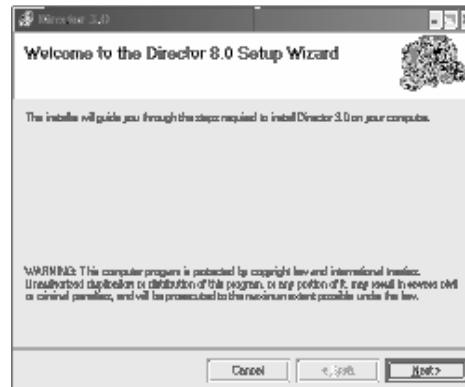 Director 3.0
Welcome to the Director 8.0 Setup Wizard
The installer will guide you through the steps required to install Director 3.0 on your computer.
WARNING: This computer program is protected by copyright law and international treaties.
Unauthorized duplication or distribution of this program, or any portion of it, may result in severe civil
or criminal penalties, and will be prosecuted to the maximum extent possible under the law.
Cancel
< Back
Next >